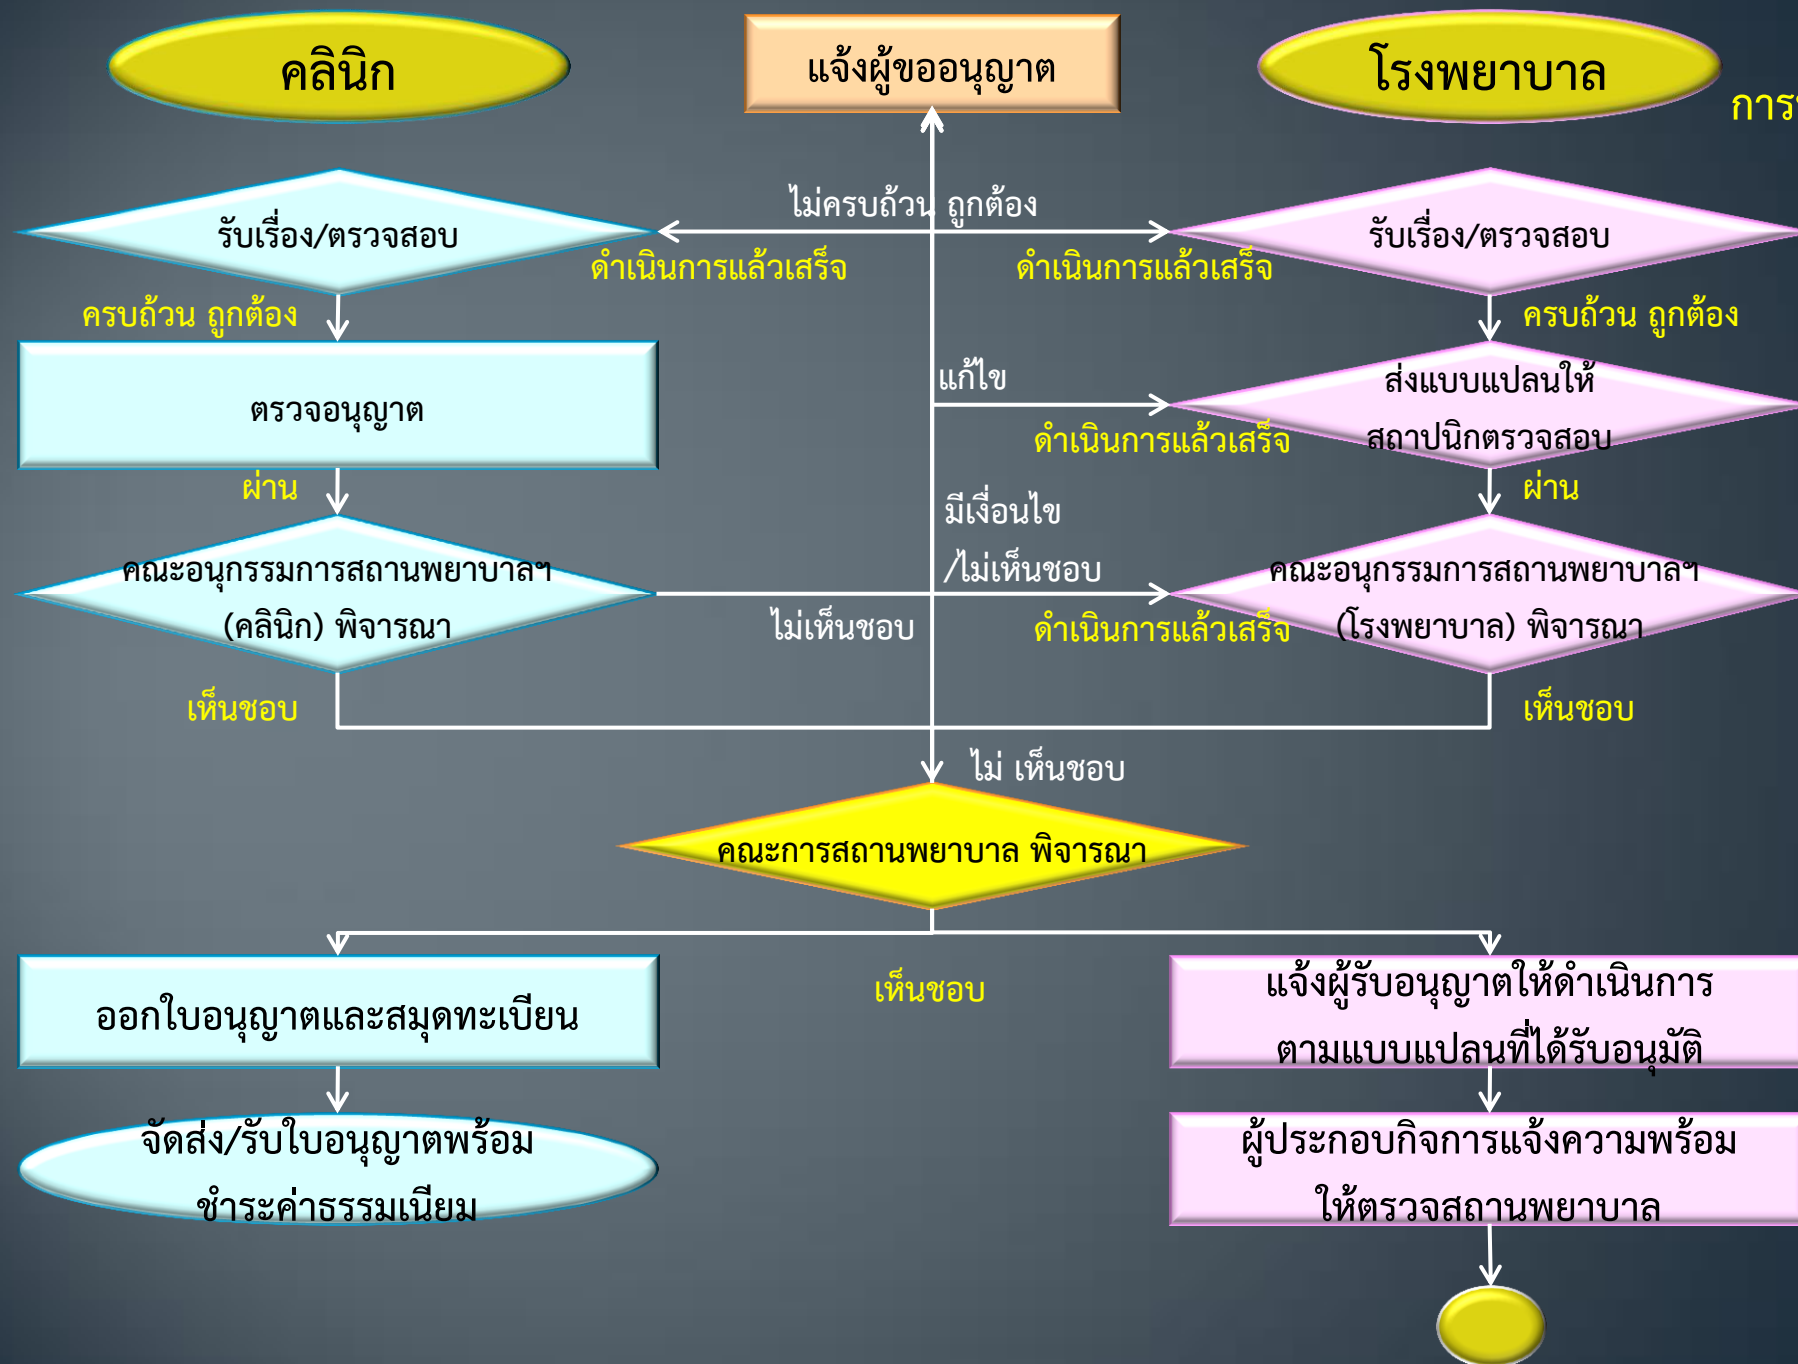 คลินิก
แจ้งผู้ขออนุญาต
โรงพยาบาล
รับเรื่อง/ตรวจสอบ
ไม่ครบถ้วน ถูกต้อง
รับเรื่อง/ตรวจสอบ
ดำเนินการแล้วเสร็จ
ดำเนินการแล้วเสร็จ
ครบถ้วน ถูกต้อง
ครบถ้วน ถูกต้อง
ตรวจอนุญาต
แก้ไข
ส่งแบบแปลนให้
สถาปนิกตรวจสอบ
ดำเนินการแล้วเสร็จ
ผ่าน
ผ่าน
คณะอนุกรรมการสถานพยาบาลฯ
(คลินิก) พิจารณา
มีเงื่อนไข
/ไม่เห็นชอบ
คณะอนุกรรมการสถานพยาบาลฯ
(โรงพยาบาล) พิจารณา
ไม่เห็นชอบ
ดำเนินการแล้วเสร็จ
เห็นชอบ
เห็นชอบ
ไม่ เห็นชอบ
คณะการสถานพยาบาล พิจารณา
เห็นชอบ
ออกใบอนุญาตและสมุดทะเบียน
แจ้งผู้รับอนุญาตให้ดำเนินการ
ตามแบบแปลนที่ได้รับอนุมัติ
จัดส่ง/รับใบอนุญาตพร้อม
ชำระค่าธรรมเนียม
ผู้ประกอบกิจการแจ้งความพร้อม
ให้ตรวจสถานพยาบาล